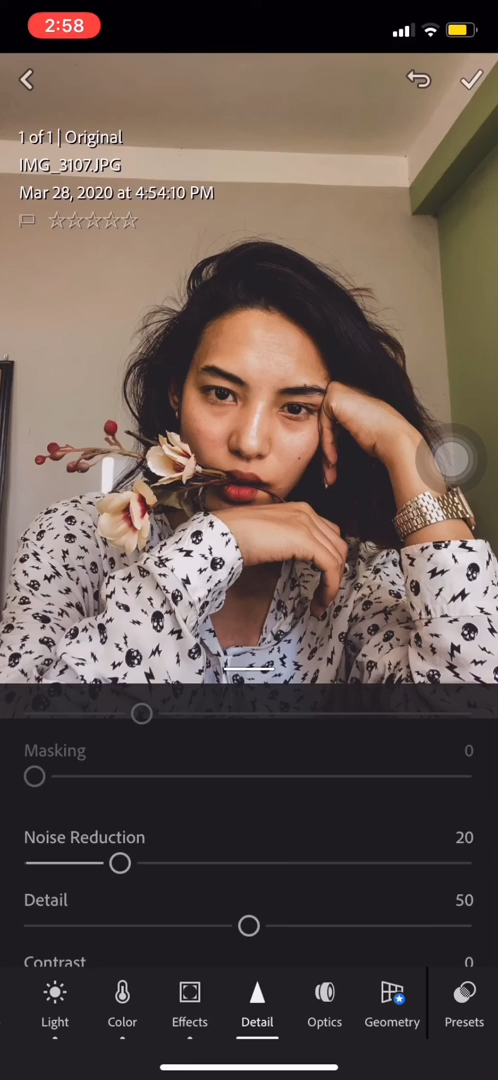 2:58
1 of 1 | Original
IMG_3107.JPG
Mar 28, 2020 at 4:54:10 PM
Masking 0
Noise Reduction 20
Detail 50
Contrast 0
Light Color Effects Detail Optics Geometry Presets